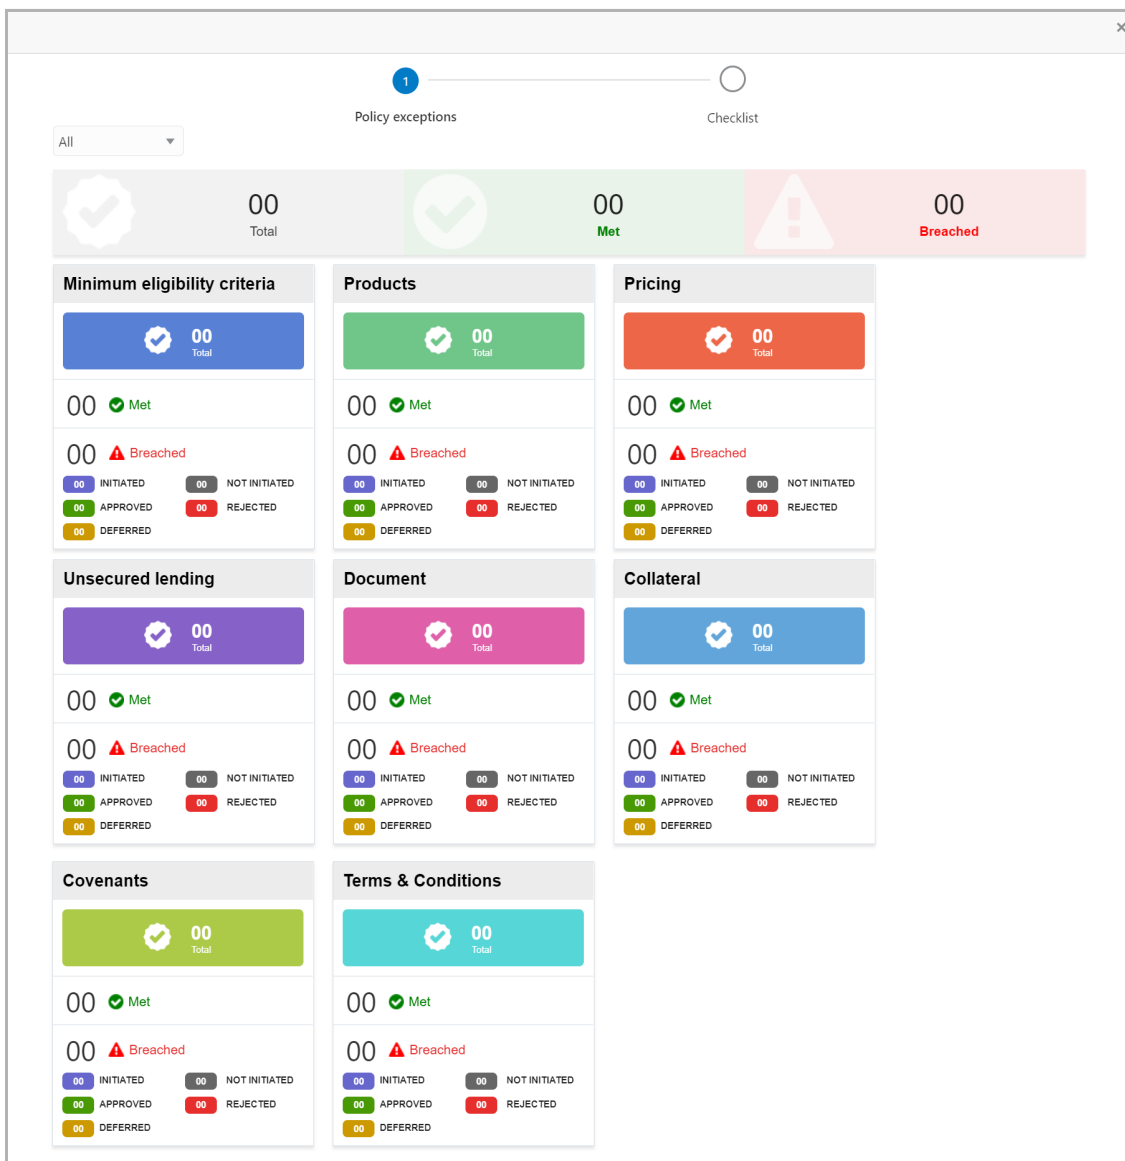 ×
1
Policy exceptions
Checklist
All
00
Total
00
Met
00
Breached
Minimum eligibility criteria
00
Total
00 Met
00 Breached
00 INITIATED 00 NOT INITIATED
00 APPROVED 00 REJECTED
00 DEFERRED
Products
00
Total
00 Met
00 Breached
00 INITIATED 00 NOT INITIATED
00 APPROVED 00 REJECTED
00 DEFERRED
Pricing
00
Total
00 Met
00 Breached
00 INITIATED 00 NOT INITIATED
00 APPROVED 00 REJECTED
00 DEFERRED
Unsecured lending
00
Total
00 Met
00 Breached
00 INITIATED 00 NOT INITIATED
00 APPROVED 00 REJECTED
00 DEFERRED
Document
00
Total
00 Met
00 Breached
00 INITIATED 00 NOT INITIATED
00 APPROVED 00 REJECTED
00 DEFERRED
Collateral
00
Total
00 Met
00 Breached
00 INITIATED 00 NOT INITIATED
00 APPROVED 00 REJECTED
00 DEFERRED
Covenants
00
Total
00 Met
00 Breached
00 INITIATED 00 NOT INITIATED
00 APPROVED 00 REJECTED
00 DEFERRED
Terms & Conditions
00
Total
00 Met
00 Breached
00 INITIATED 00 NOT INITIATED
00 APPROVED 00 REJECTED
00 DEFERRED